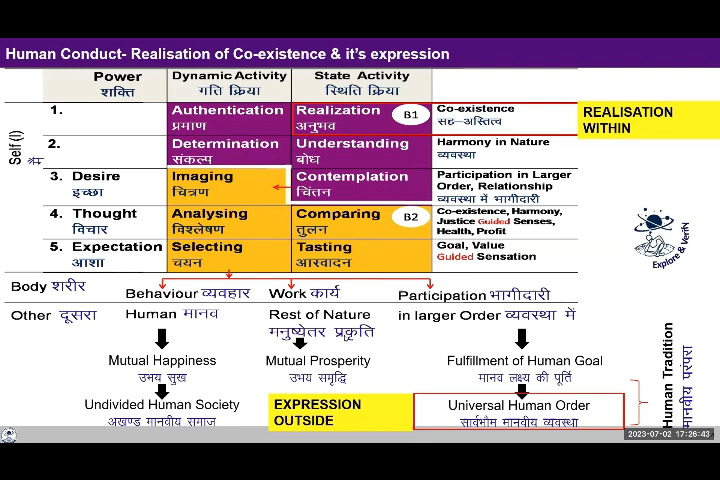 Human Conduct- Realisation of Co-existence & it's expression
Power
शक्ति
Dynamic Activity
गति क्रिया
State Activity
स्थिति क्रिया
Self (I)
1.
Authentication
प्रमाण
Realization
अनुभव
B1
Co-existence
सह-अस्तित्व
REALISATION
WITHIN
2.
Determination
संकल्प
Understanding
बोध
Harmony in Nature
व्यवस्था
3. Desire
इच्छा
Imaging
चित्रण
Contemplation
चिंतन
Participation in Larger
Order, Relationship
व्यवस्था में भागीदारी
4. Thought
विचार
Analysing
विश्लेषण
Comparing
तुलन
B2
Co-existence, Harmony,
Justice Guided Senses,
Health, Profit
5. Expectation
आशा
Selecting
चयन
Tasting
आस्वादन
Goal, Value
Guided Sensation
Explore & Verify
Body शरीर
Behaviour व्यवहार
Work कार्य
Participation भागीदारी
Other दूसरा
Human मानव
Rest of Nature
मनुष्येतर प्रकृति
in larger Order व्यवस्था में
Mutual Happiness
उभय सुख
Mutual Prosperity
उभय समृद्धि
Fulfillment of Human Goal
मानव लक्ष्य की पूर्ति
Undivided Human Society
अखण्ड मानवीय समाज
EXPRESSION
OUTSIDE
Universal Human Order
सार्वभौम मानवीय व्यवस्था
Human Tradition
मानवीय परंपरा
2023-07-02 17:26:43